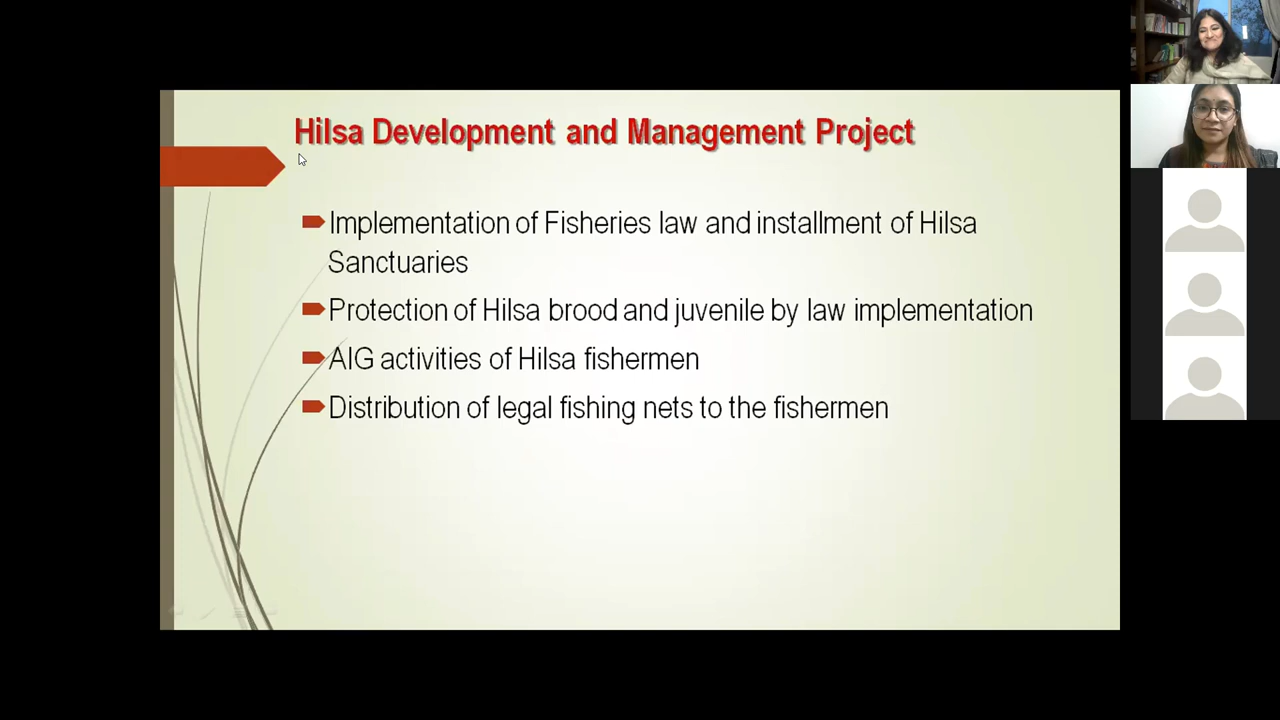 Hilsa Development and Management Project
Implementation of Fisheries law and installment of Hilsa
Sanctuaries
Protection of Hilsa brood and juvenile by law implementation
AIG activities of Hilsa fishermen
Distribution of legal fishing nets to the fishermen